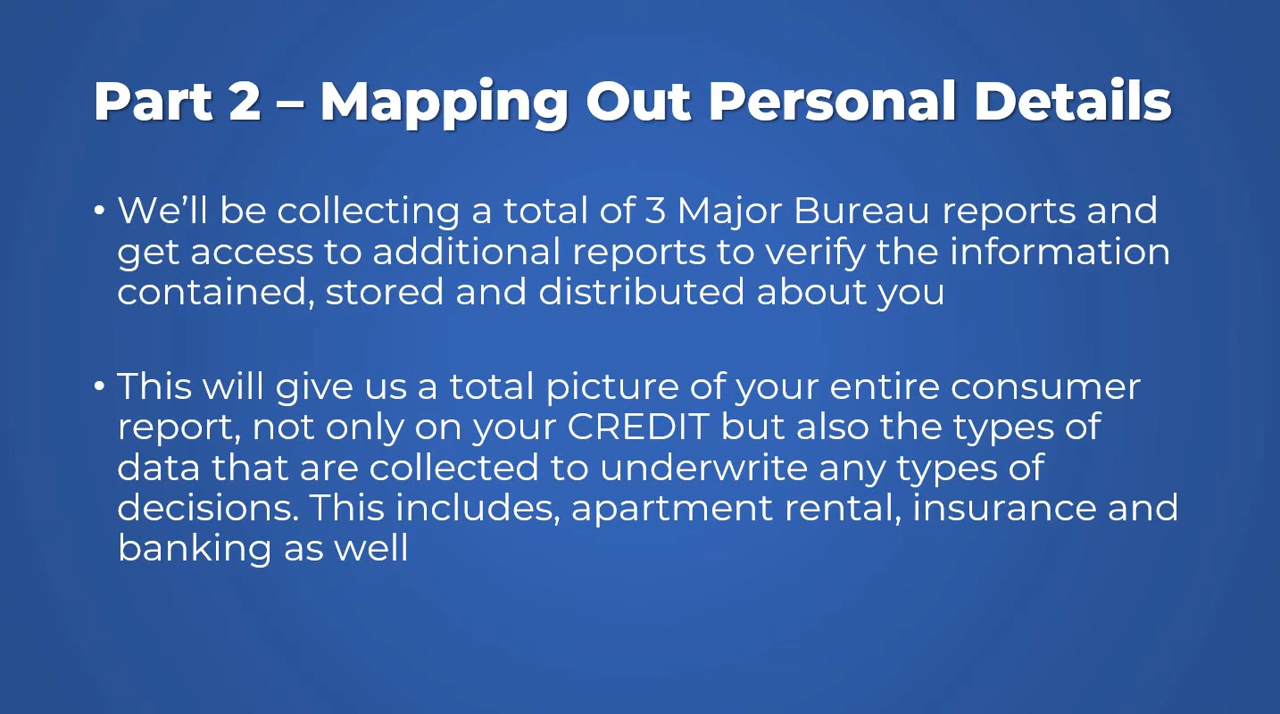 Part 2 – Mapping Out Personal Details
• We’ll be collecting a total of 3 Major Bureau reports and
get access to additional reports to verify the information
contained, stored and distributed about you
• This will give us a total picture of your entire consumer
report, not only on your CREDIT but also the types of
data that are collected to underwrite any types of
decisions. This includes, apartment rental, insurance and
banking as well